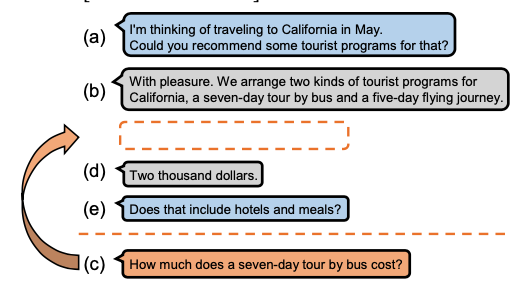 (a) I'm thinking of traveling to California in May.
Could you recommend some tourist programs for that?
(b) With pleasure. We arrange two kinds of tourist programs for
California, a seven-day tour by bus and a five-day flying journey.
(d) Two thousand dollars.
(e) Does that include hotels and meals?
(c) How much does a seven-day tour by bus cost?